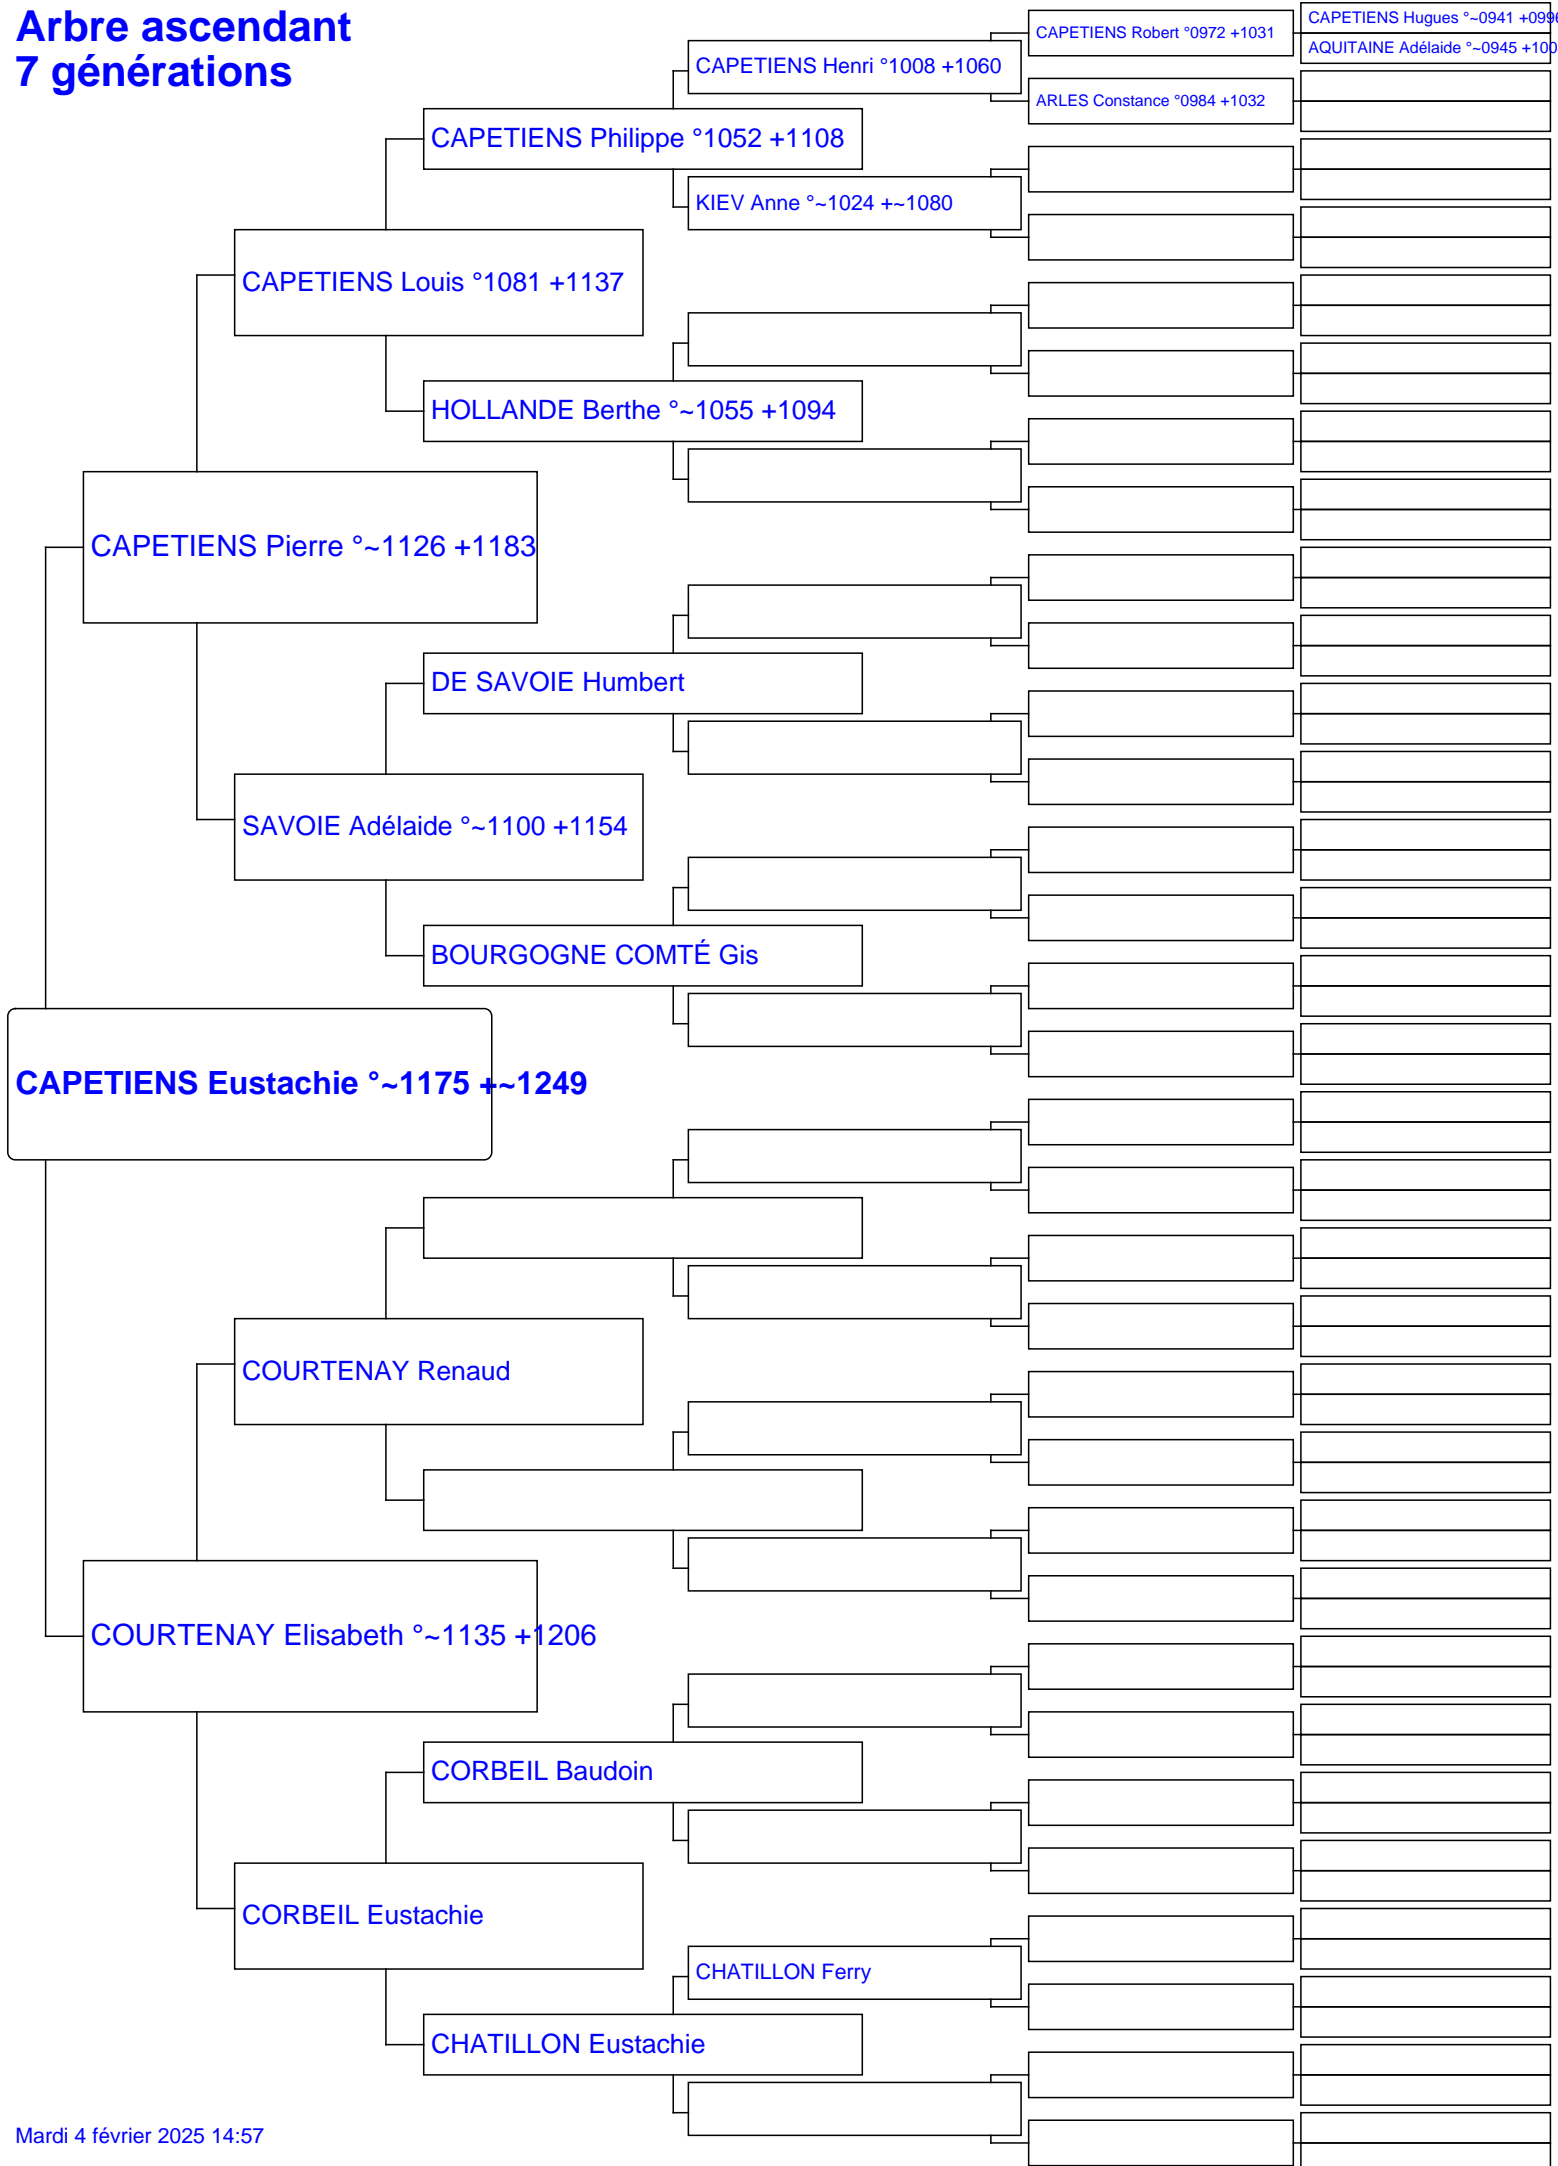 Arbre ascendant
7 générations
CAPETIENS Hugues °~0941 +0996
CAPETIENS Robert °0972 +1031
AQUITAINE Adélaide °~0945 +100
CAPETIENS Henri °1008 +1060
ARLES Constance °0984 +1032
CAPETIENS Philippe °1052 +1108
KIEV Anne °~1024 +~1080
CAPETIENS Louis °1081 +1137
HOLLANDE Berthe °~1055 +1094
CAPETIENS Pierre °~1126 +1183
DE SAVOIE Humbert
SAVOIE Adélaide °~1100 +1154
BOURGOGNE COMTÉ Gis
CAPETIENS Eustachie °~1175 +~1249
COURTENAY Renaud
COURTENAY Elisabeth °~1135 +1206
CORBEIL Baudoin
CORBEIL Eustachie
CHATILLON Ferry
CHATILLON Eustachie
Mardi 4 février 2025 14:57